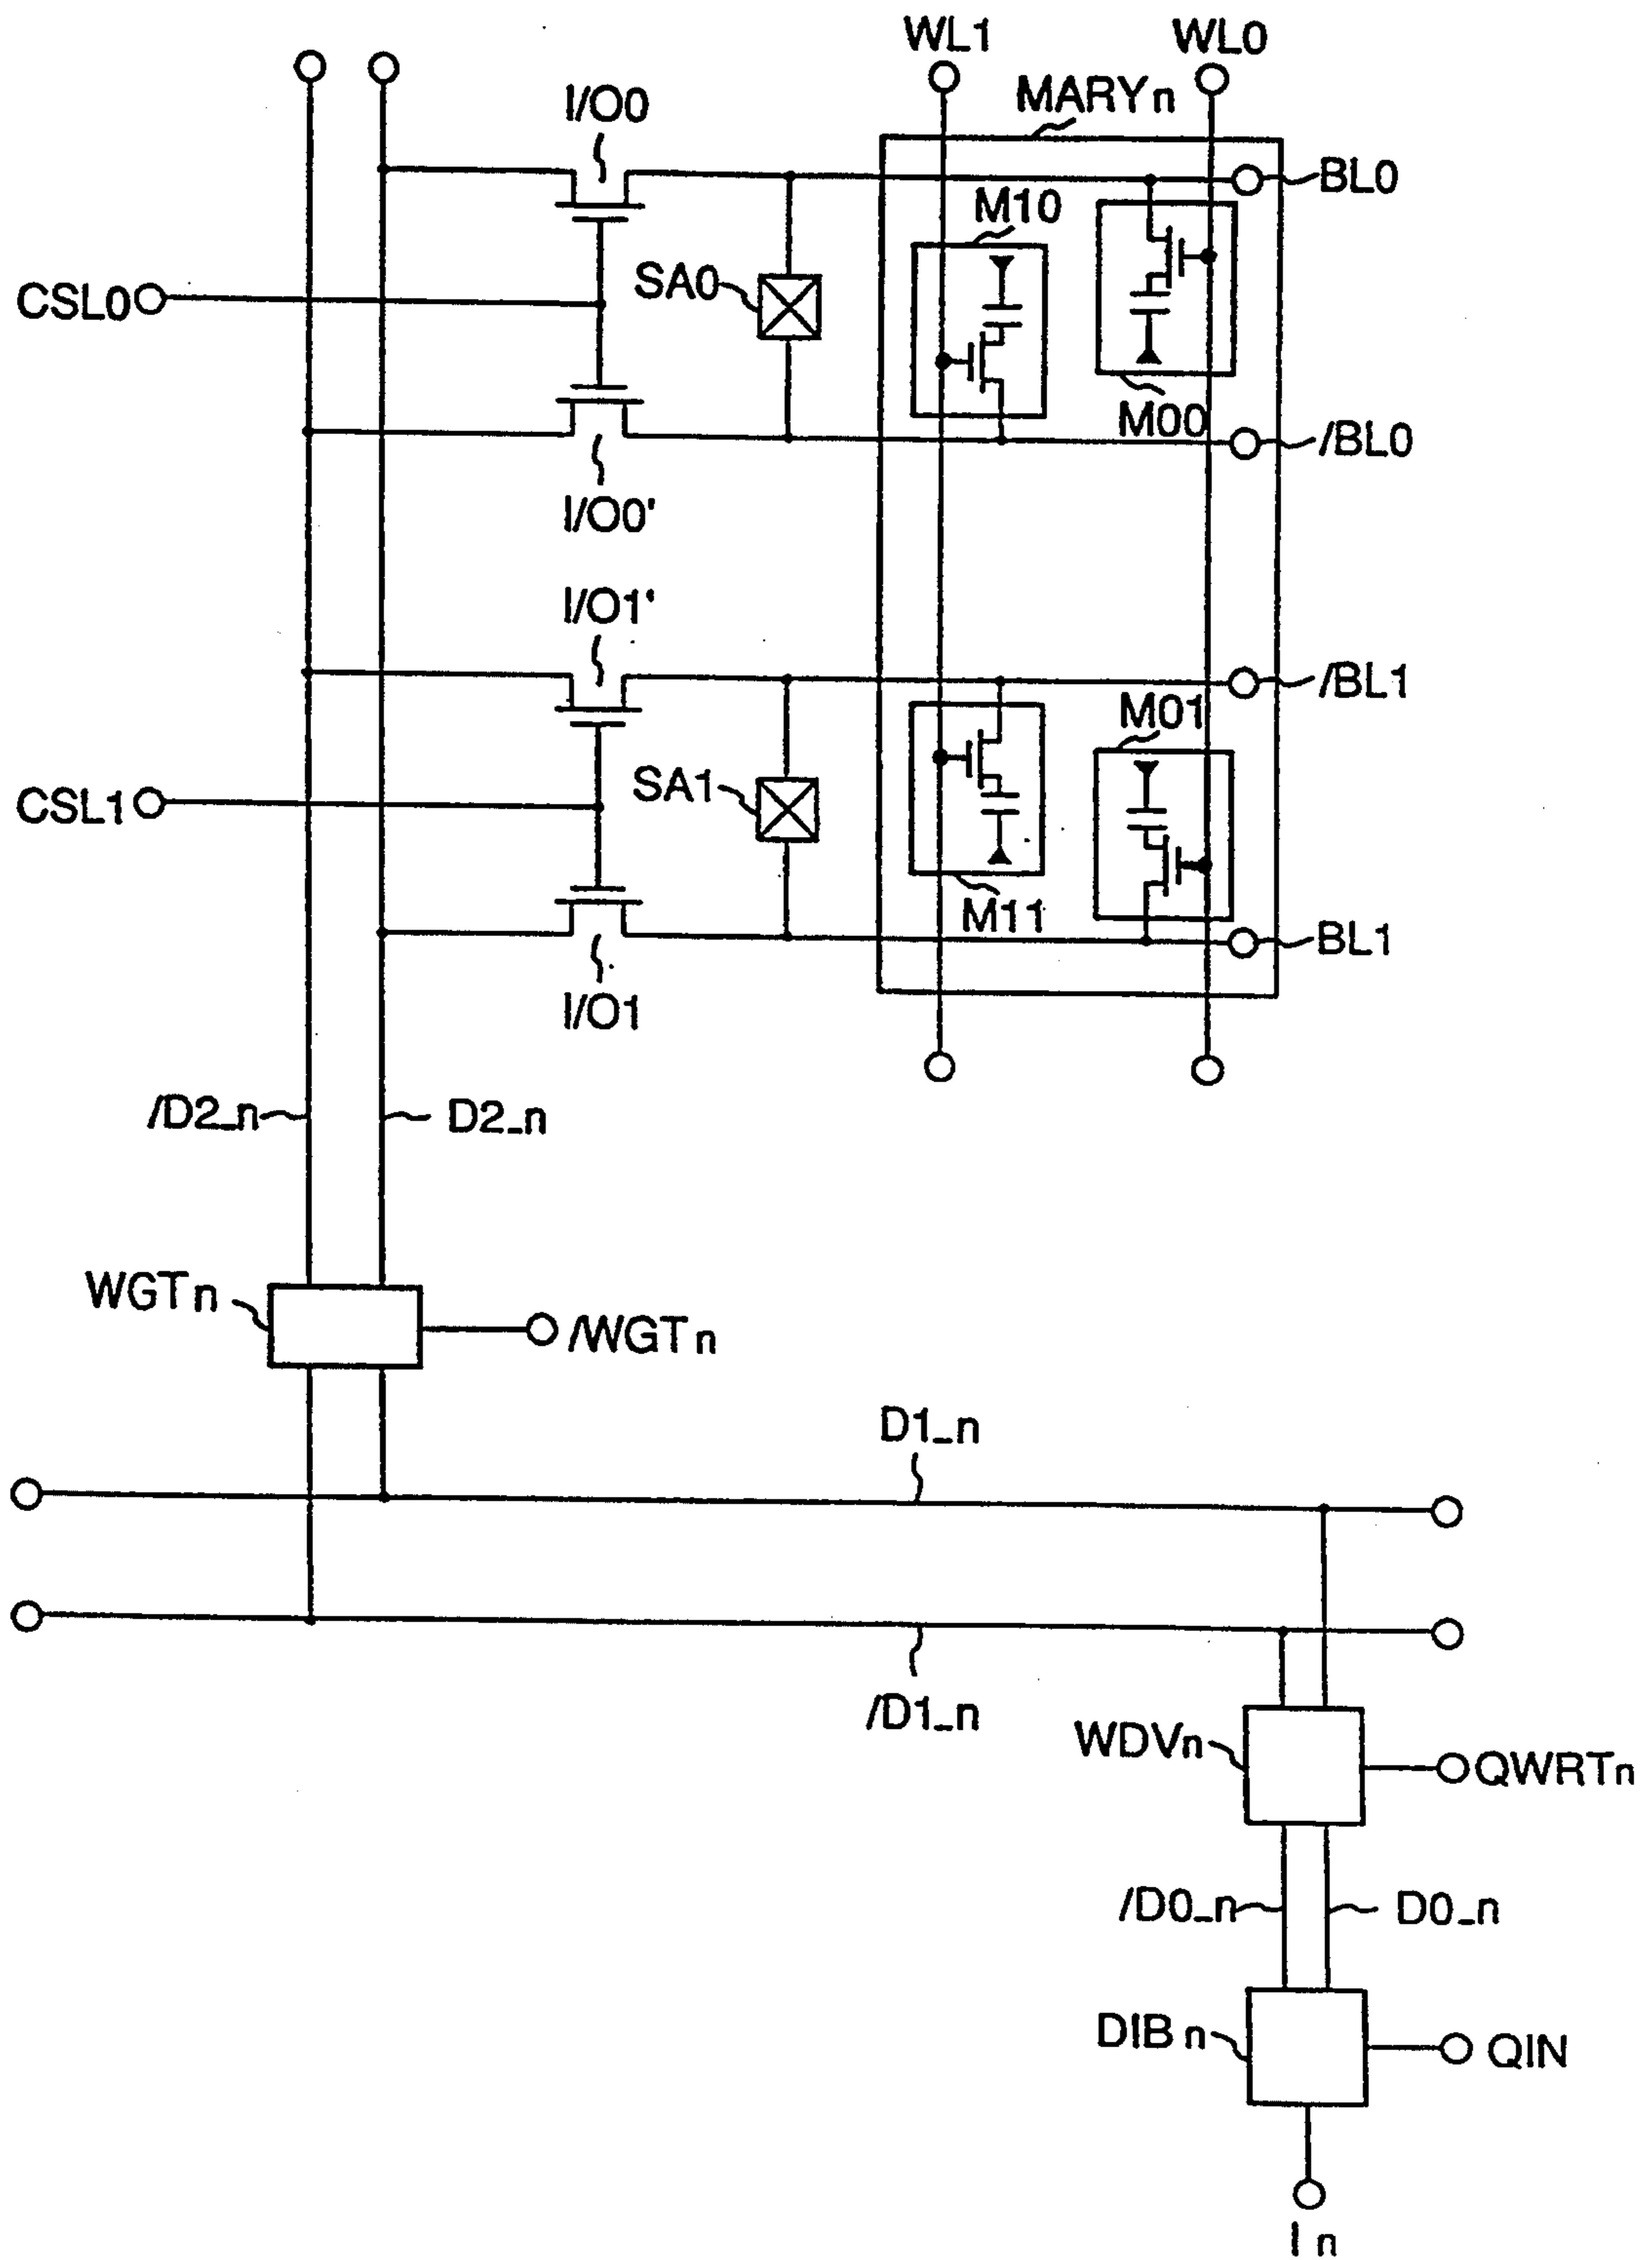 WL1
WL0
MARYn
I/O0
BL0
M10
SA0
CSL0
M00
/BL0
I/O0'
I/O1'
/BL1
M01
SA1
CSL1
M11
BL1
I/O1
/D2_n
D2_n
WGTn
/WGTn
D1_n
/D1_n
WDVn
QWRTn
/D0_n
D0_n
DIBn
QIN
In